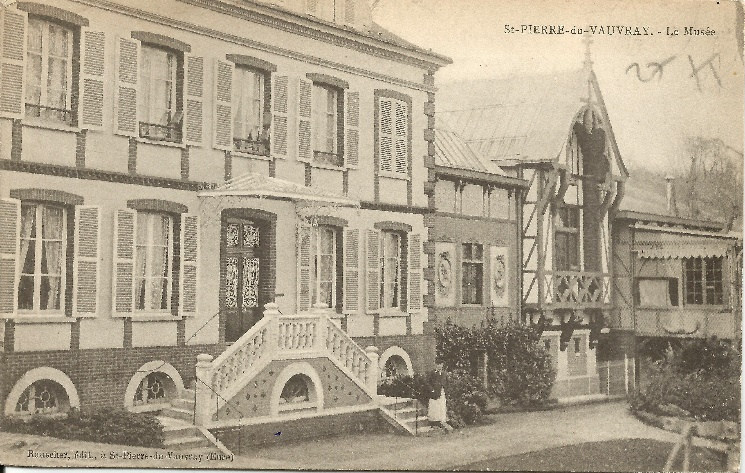 St-PIERRE-du-VAUVRAY. - Le Musée
édit., à St-Pierre-du-Vauvray (Eure)